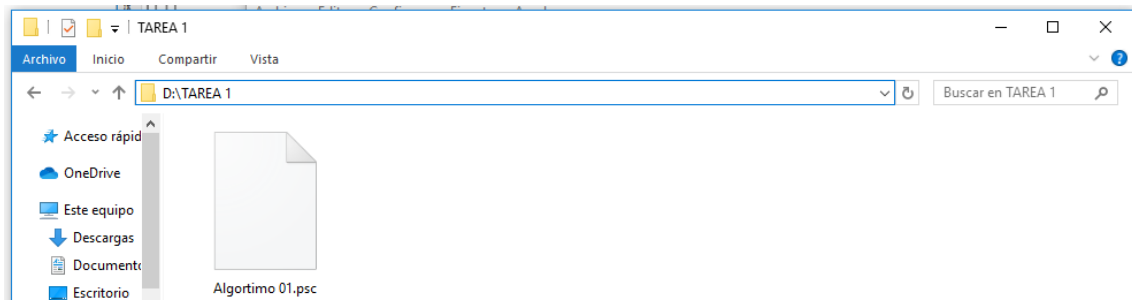 TAREA 1
Archivo Inicio Compartir Vista
D:\TAREA 1 Buscar en TAREA 1
Acceso rápid
OneDrive
Este equipo
Descargas
Documento
Escritorio
Algortimo 01.psc